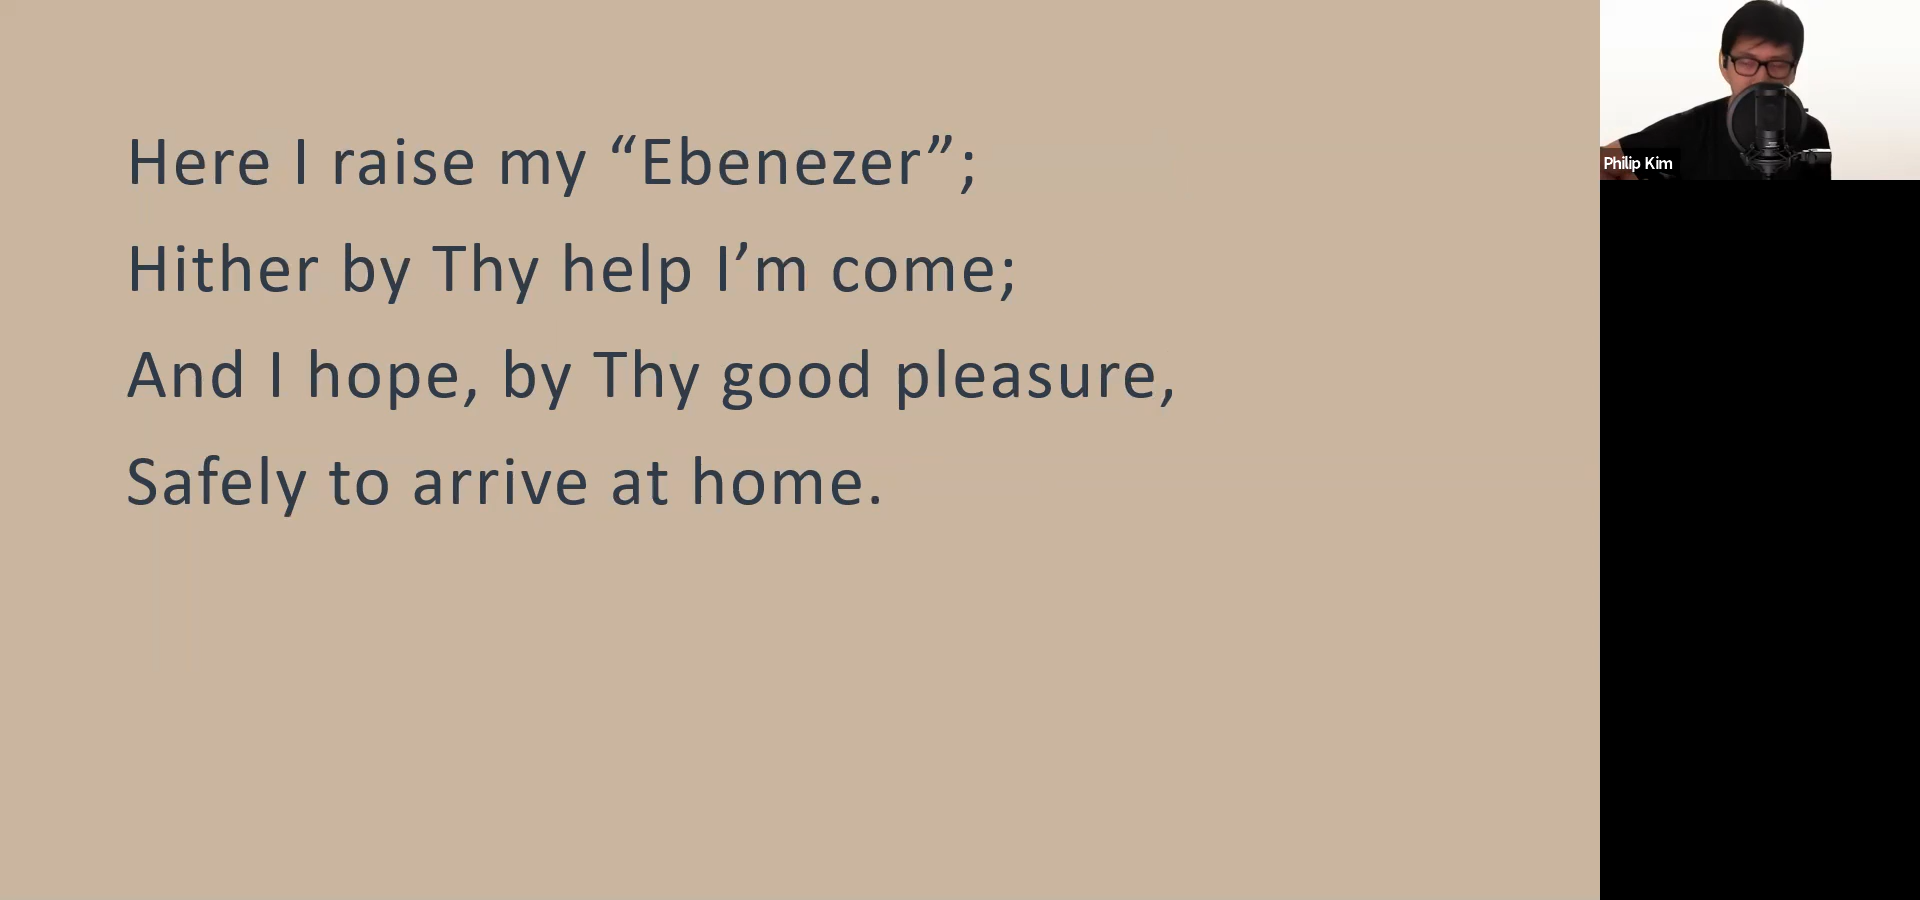 Here I raise my “Ebenezer”;
Hither by Thy help I’m come;
And I hope, by Thy good pleasure,
Safely to arrive at home.
Philip Kim